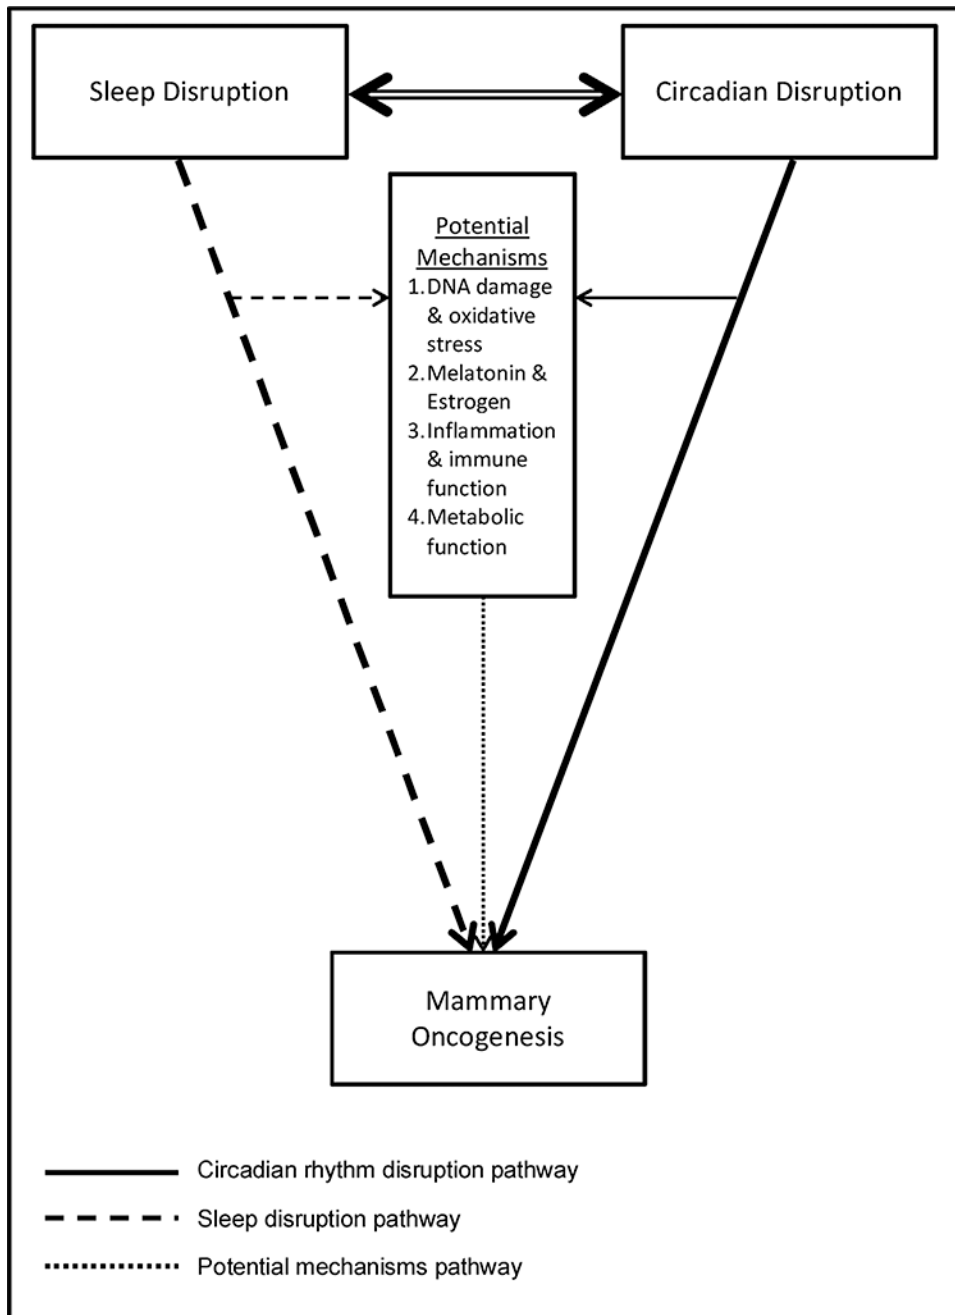 Sleep Disruption
Circadian Disruption
Potential
Mechanisms
1. DNA damage
& oxidative
stress
2. Melatonin &
Estrogen
3. Inflammation
& immune
function
4. Metabolic
function
Mammary
Oncogenesis
Circadian rhythm disruption pathway
Sleep disruption pathway
Potential mechanisms pathway